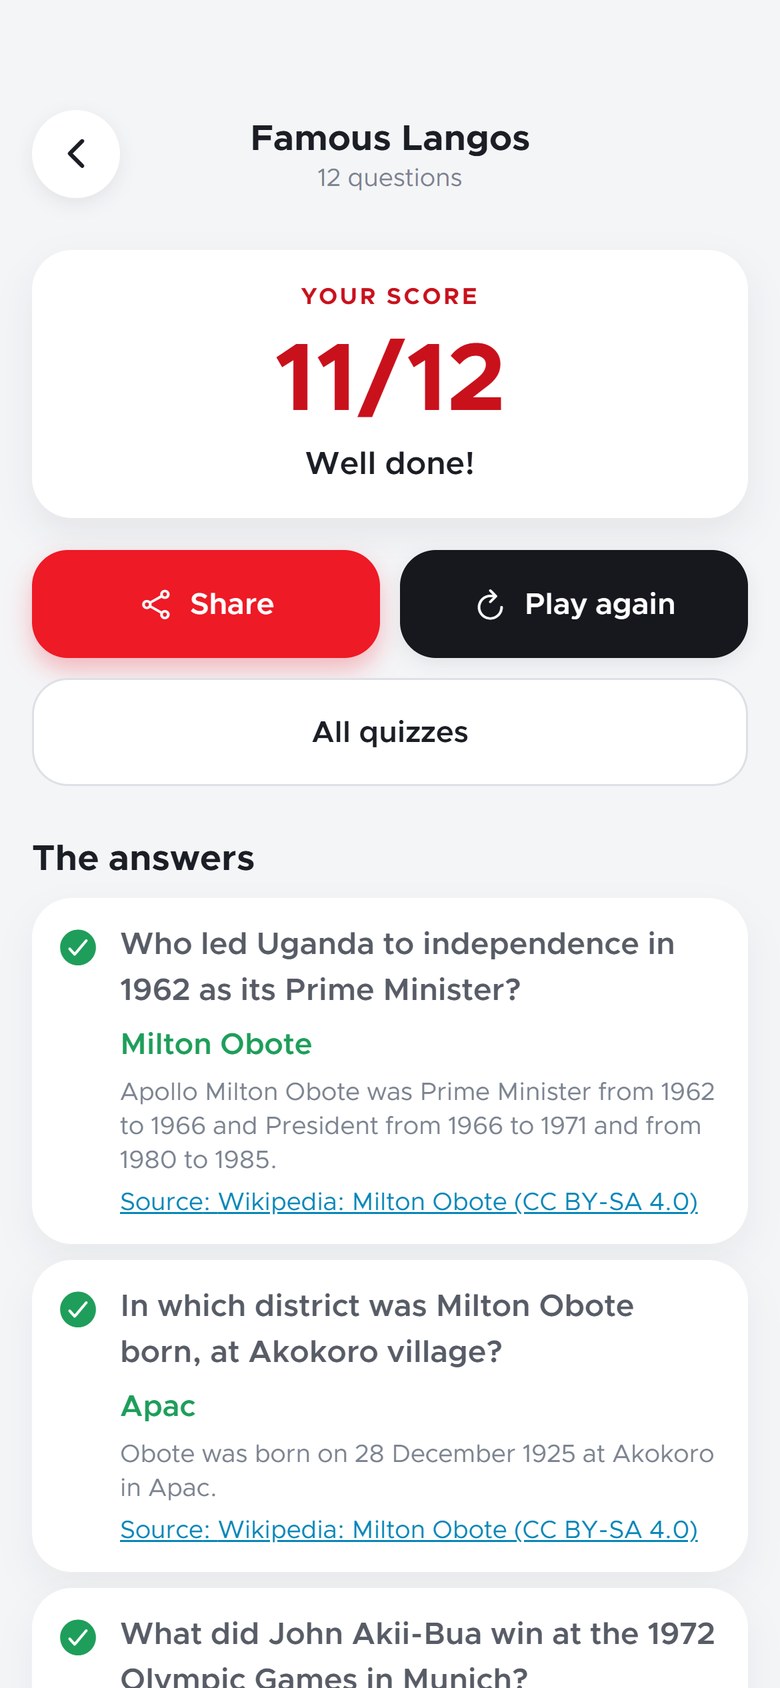 Famous Langos
12 questions
YOUR SCORE
11/12
Well done!
Share
Play again
All quizzes
The answers
Who led Uganda to independence in
1962 as its Prime Minister?
Milton Obote
Apollo Milton Obote was Prime Minister from 1962
to 1966 and President from 1966 to 1971 and from
1980 to 1985.
Source: Wikipedia: Milton Obote (CC BY-SA 4.0)
In which district was Milton Obote
born, at Akokoro village?
Apac
Obote was born on 28 December 1925 at Akokoro
in Apac.
Source: Wikipedia: Milton Obote (CC BY-SA 4.0)
What did John Akii-Bua win at the 1972
Olympic Games in Munich?